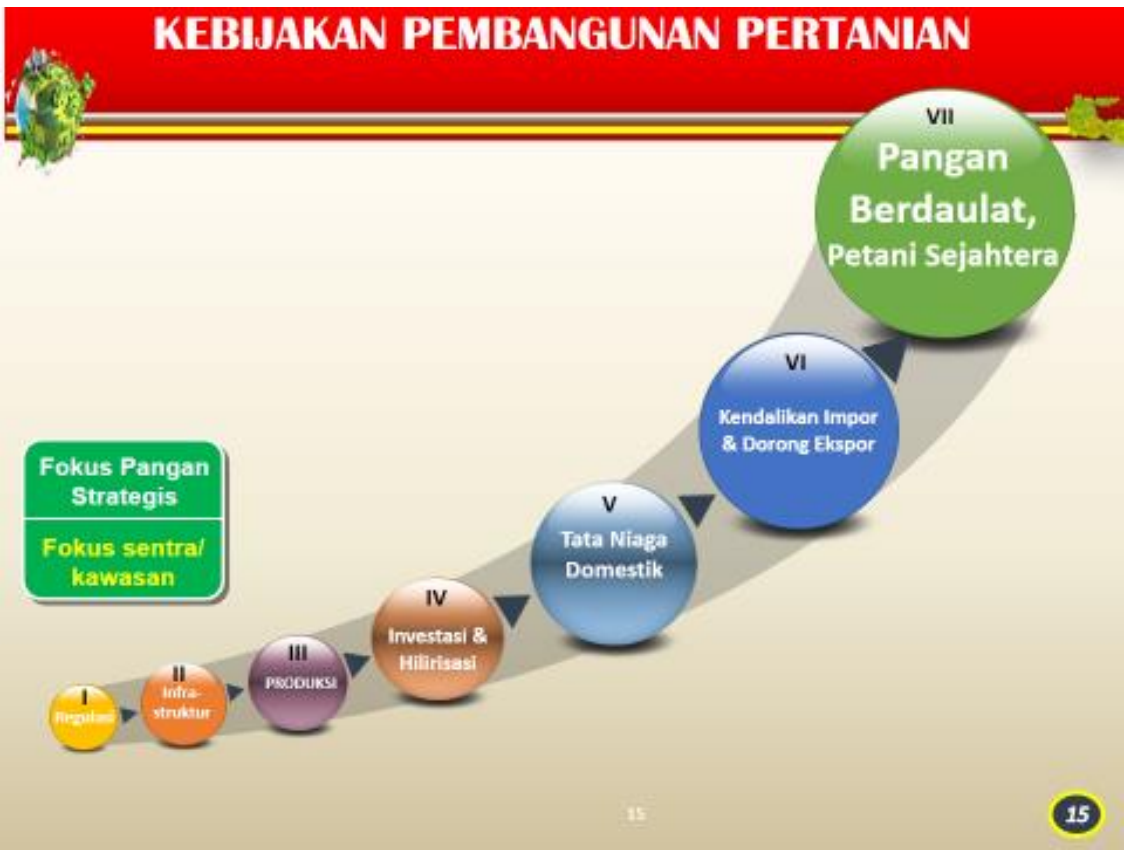 KEBIJAKAN PEMBANGUNAN PERTANIAN
VII
Pangan
Berdaulat,
Petani Sejahtera
VI
Kendalikan Impor
& Dorong Ekspor
V
Tata Niaga
Domestik
IV
Investasi &
Hilirisasi
III
PRODUKSI
II
Infra-
struktur
I
Regulasi
Fokus Pangan
Strategis
Fokus sentra/
kawasan
15
15